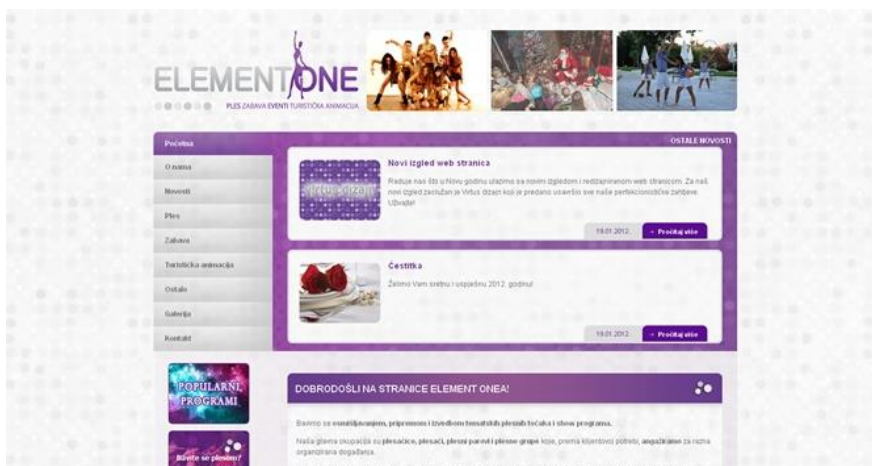 ELEMENTONE
PLES ZABAVA EVENTI TURISTIČKA ANIMACIJA
Početna
O nama
Novosti
Ples
Zabava
Turistička animacija
Ostalo
Galerija
Kontakt
OSTALE NOVOSTI
virtus dizajn
Novi izgled web stranica
Raduje nas što u Novu godinu ulazimo sa novim izgledom i redizajniranom web stranicom. Za naš
novi izgled zaslužan je Virtus dizajn koji je predano usavršio sve naše perfekcionističke zahtjeve.
Uživajte!
19.01.2012.
Pročitaj više
Čestitka
Želimo Vam sretnu i uspješnu 2012. godinu!
19.01.2012.
Pročitaj više
POPULARNI
PROGRAMI
Bavite se plesom?
DOBRODOŠLI NA STRANICE ELEMENT ONEA!
Bavimo se osmišljavanjem, pripremom i izvedbom tematskih plesnih točaka i show programa.
Naša glavna okupacija su plesačice, plesači, plesni parovi i plesne grupe koje, prema klijentovoj potrebi, angažiramo za razna
organizirana događanja.